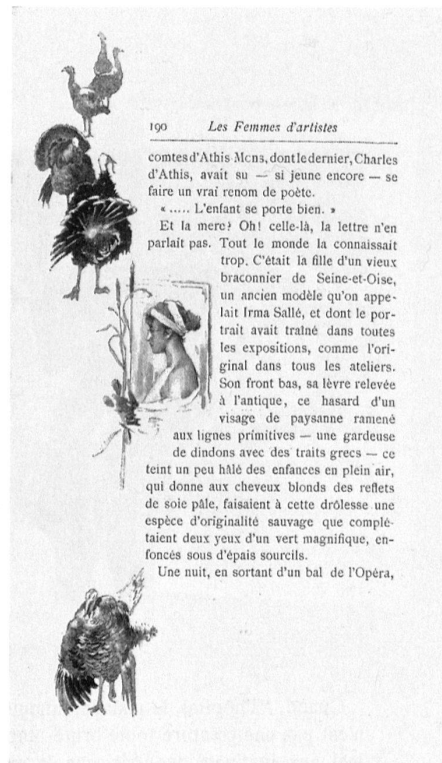 190 Les Femmes d'artistes
comtes d'Athis Mons, dont le dernier, Charles
d'Athis, avait su — si jeune encore — se
faire un vrai renom de poète.
« ..... L'enfant se porte bien. »
Et la mere? Oh! celle-là, la lettre n'en
parlait pas. Tout le monde la connaissait
trop. C'était la fille d'un vieux
braconnier de Seine-et-Oise,
un ancien modèle qu'on appe-
lait Irma Sallé, et dont le por-
trait avait traîné dans toutes
les expositions, comme l'ori-
ginal dans tous les ateliers.
Son front bas, sa lèvre relevée
à l'antique, ce hasard d'un
visage de paysanne ramené
aux lignes primitives — une gardeuse
de dindons avec des traits grecs — ce
teint un peu hâlé des enfances en plein air,
qui donne aux cheveux blonds des reflets
de soie pâle, faisaient à cette drôlesse une
espèce d'originalité sauvage que complé-
taient deux yeux d'un vert magnifique, en-
foncés sous d'épais sourcils.
Une nuit, en sortant d'un bal de l'Opéra,